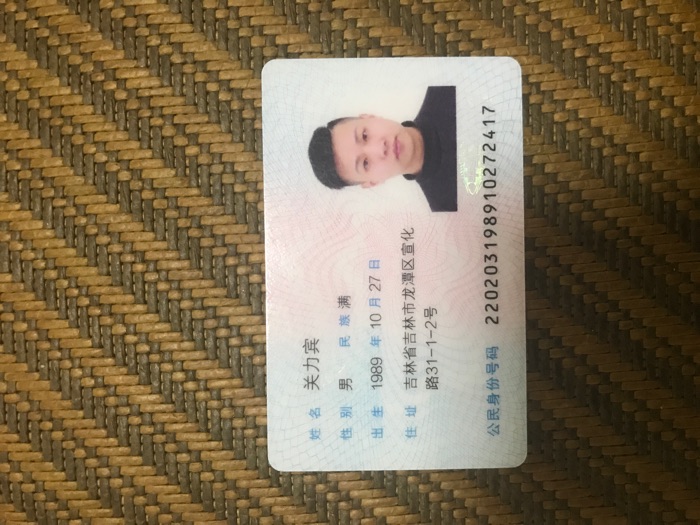 姓名 关力宾
性别 男 民族 满
出生 1989 年 10 月 27 日
住址 吉林省吉林市龙潭区宣化
路31-1-2号
公民身份号码 220203198910272417